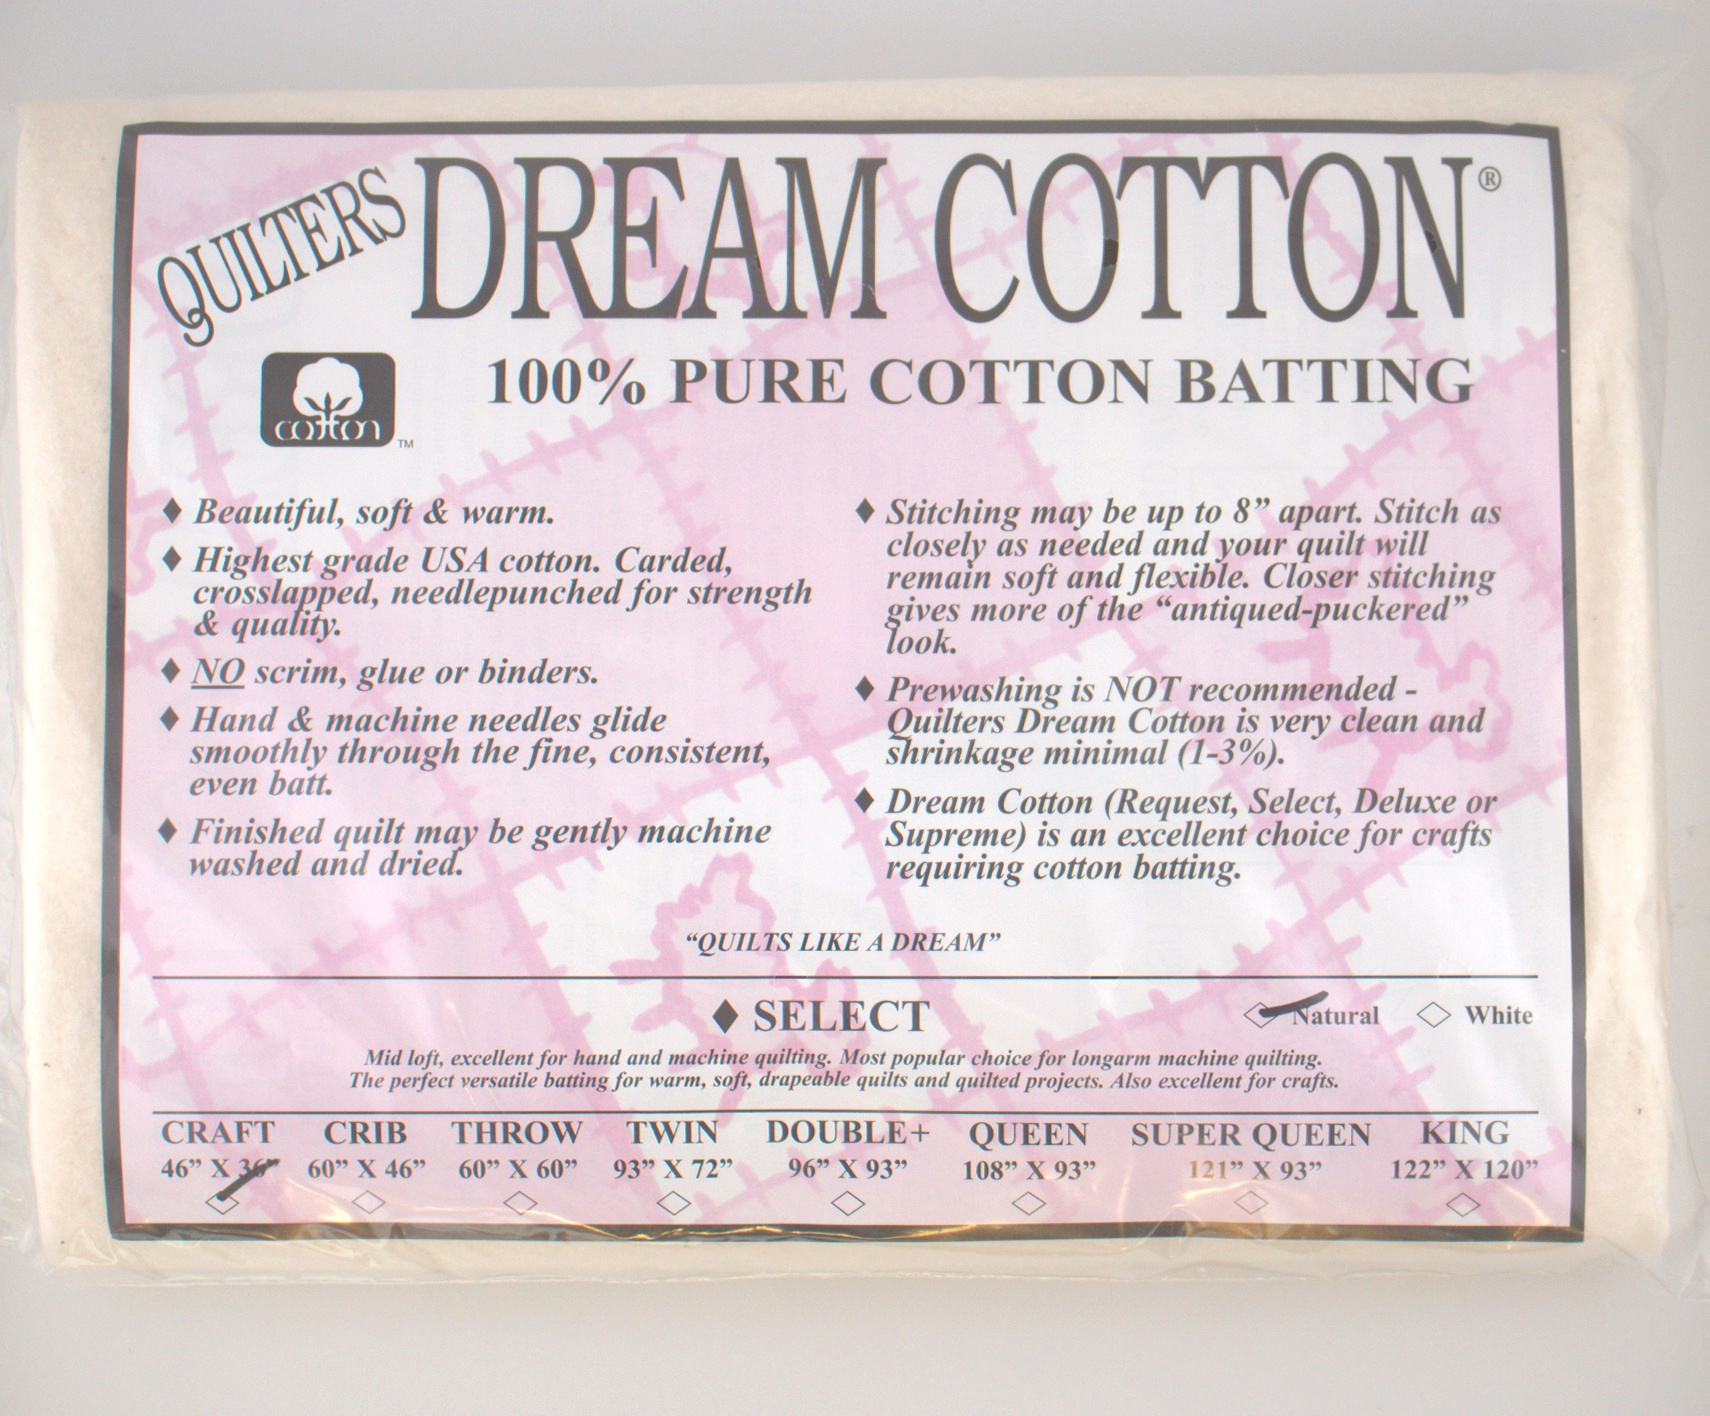 QUILTERS DREAM COTTON®
100% PURE COTTON BATTING
cotton
TM
♦ Beautiful, soft & warm.
♦ Highest grade USA cotton. Carded,
crosslapped, needlepunched for strength
& quality.
♦ NO scrim, glue or binders.
♦ Hand & machine needles glide
smoothly through the fine, consistent,
even batt.
♦ Finished quilt may be gently machine
washed and dried.
♦ Stitching may be up to 8” apart. Stitch as
closely as needed and your quilt will
remain soft and flexible. Closer stitching
gives more of the “antiqued-puckered”
look.
♦ Prewashing is NOT recommended -
Quilters Dream Cotton is very clean and
shrinkage minimal (1-3%).
♦ Dream Cotton (Request, Select, Deluxe or
Supreme) is an excellent choice for crafts
requiring cotton batting.
“QUILTS LIKE A DREAM”
♦ SELECT
Natural
White
Mid loft, excellent for hand and machine quilting. Most popular choice for longarm machine quilting.
The perfect versatile batting for warm, soft, drapeable quilts and quilted projects. Also excellent for crafts.
CRAFT CRIB THROW TWIN DOUBLE+ QUEEN SUPER QUEEN KING
46” X 36” 60” X 46” 60” X 60” 93” X 72” 96” X 93” 108” X 93” 121” X 93” 122” X 120”